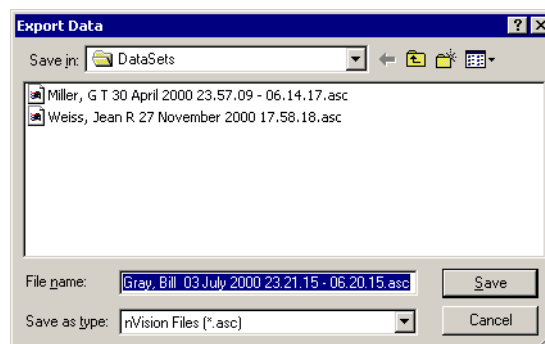 Export Data
Save in: DataSets
Miller, G T 30 April 2000 23.57.09 - 06.14.17.asc
Weiss, Jean R 27 November 2000 17.58.18.asc
File name: Gray, Bill 03 July 2000 23.21.15 - 06.20.15.asc Save
Save as type: nVision Files (*.asc) Cancel